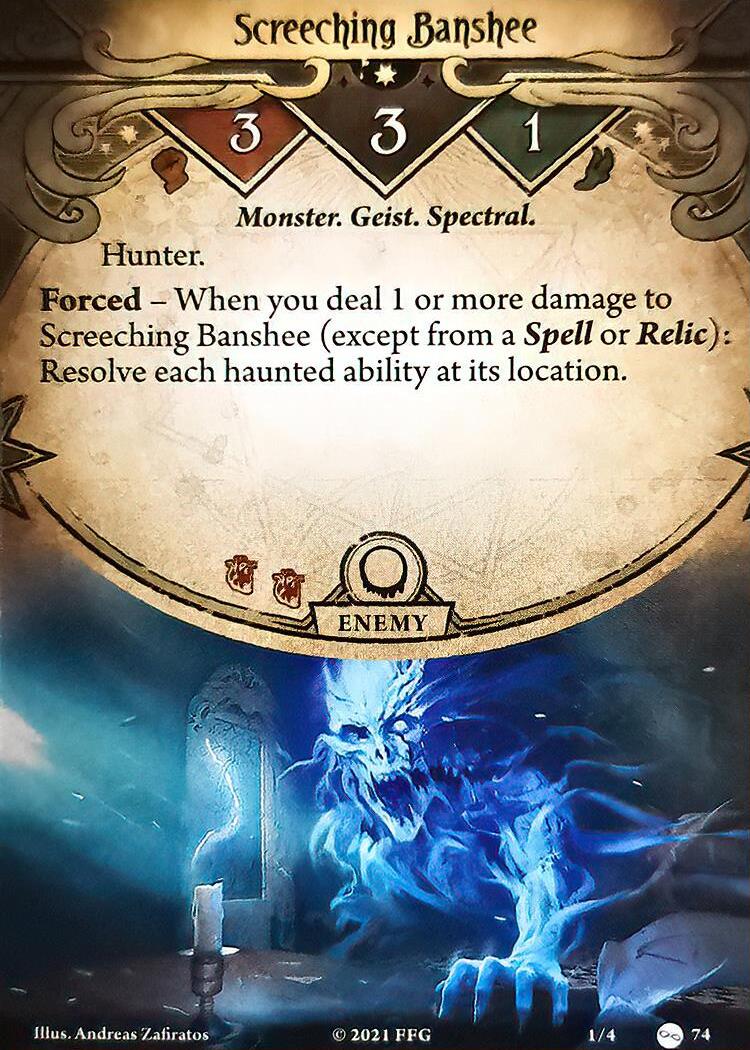 Screeching Banshee
3 3 1
Monster. Geist. Spectral.
Hunter.
Forced – When you deal 1 or more damage to
Screeching Banshee (except from a Spell or Relic):
Resolve each haunted ability at its location.
ENEMY
Illus. Andreas Zafiratos © 2021 FFG 1/4 74